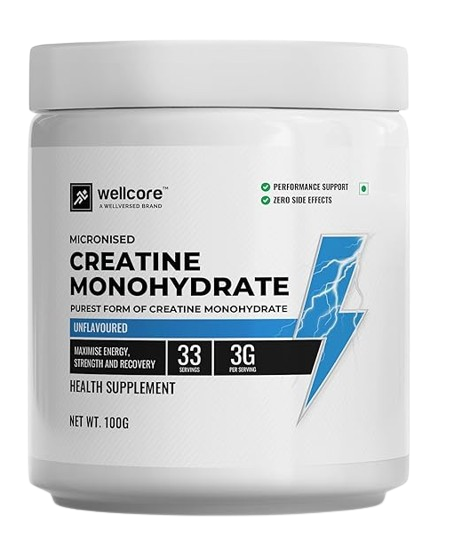 wellcore™
A WELLVERSED BRAND
PERFORMANCE SUPPORT
ZERO SIDE EFFECTS
MICRONISED
CREATINE
MONOHYDRATE
PUREST FORM OF CREATINE MONOHYDRATE
UNFLAVOURED
MAXIMISE ENERGY,
STRENGTH AND RECOVERY
33
SERVINGS
3G
PER SERVING
HEALTH SUPPLEMENT
NET WT. 100G